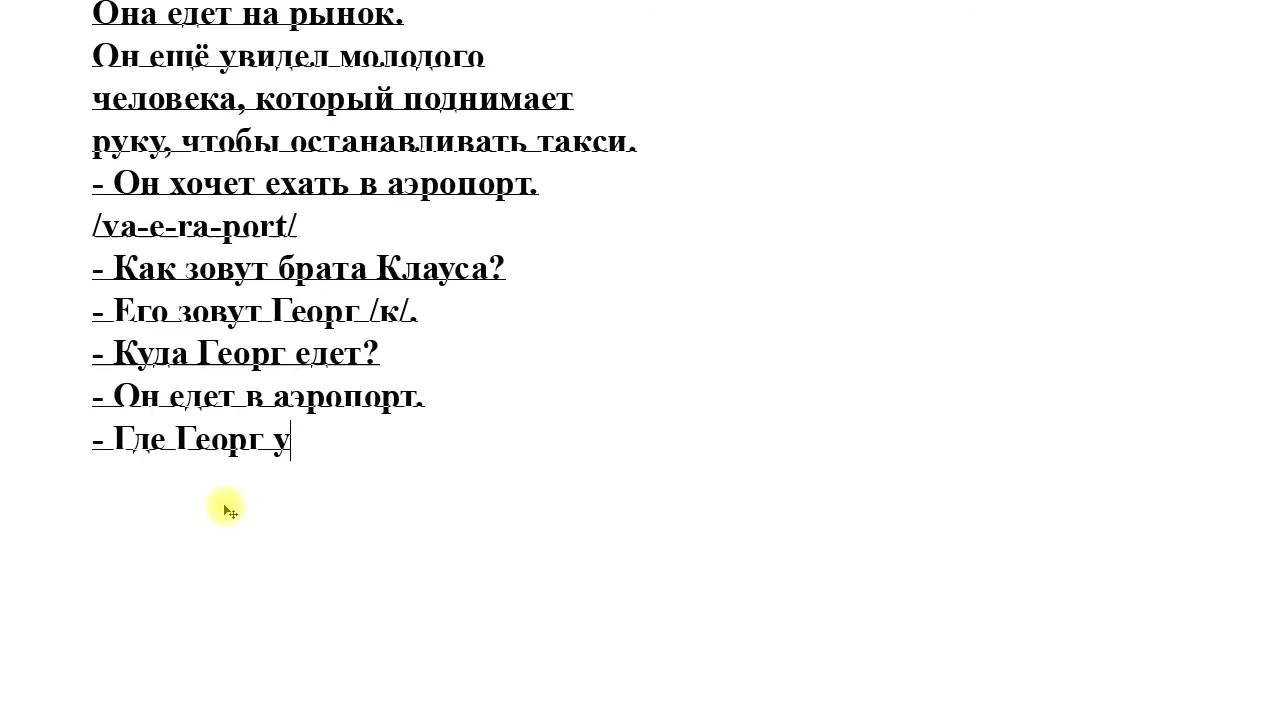 Она едет на рынок.
Он ещё увидел молодого
человека, который поднимает
руку, чтобы останавливать такси.
- Он хочет ехать в аэропорт.
/va-e-ra-port/
- Как зовут брата Клауса?
- Его зовут Георг /к/.
- Куда Георг едет?
- Он едет в аэропорт.
- Где Георг у